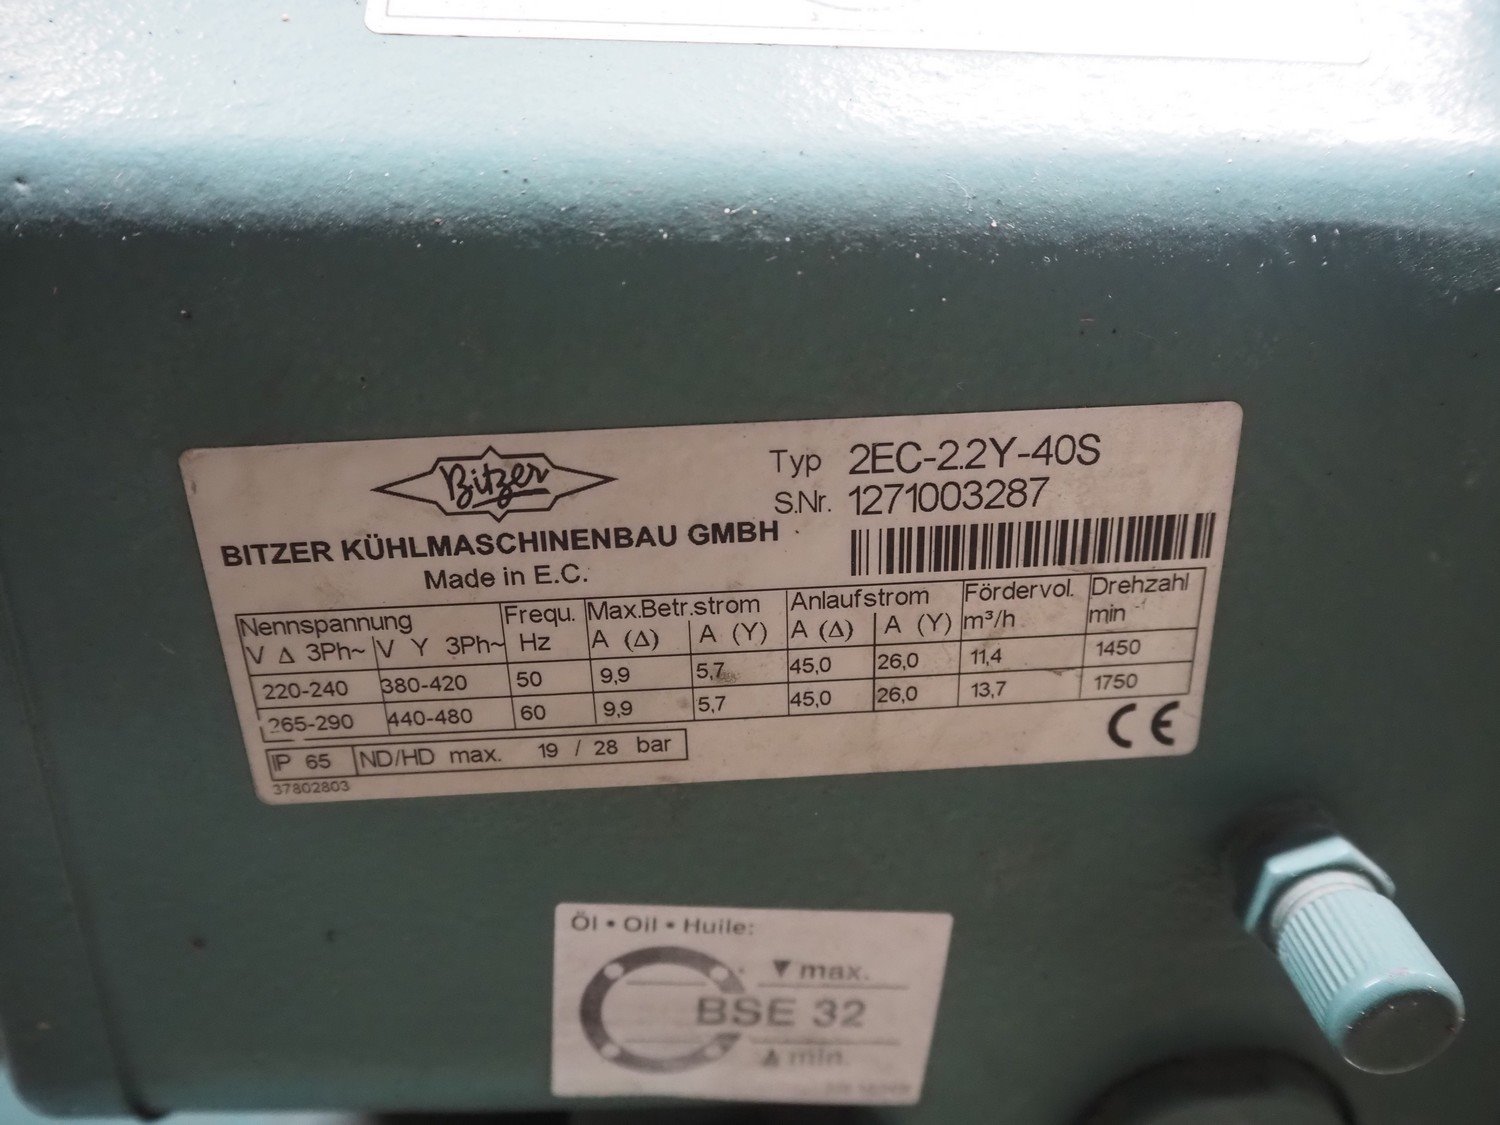 Bitzer
Typ 2EC-2.2Y-40S
S.Nr. 1271003287
BITZER KÜHLMASCHINENBAU GMBH
Made in E.C.
Nennspannung Frequ. Max.Betr.strom Anlaufstrom Fördervol. Drehzahl
V Δ 3Ph~ V Y 3Ph~ Hz A (Δ) A (Y) A (Δ) A (Y) m³/h min
220-240 380-420 50 9,9 5,7 45,0 26,0 11,4 1450
265-290 440-480 60 9,9 5,7 45,0 26,0 13,7 1750
IP 65 ND/HD max. 19 / 28 bar
37802803
CE
Öl • Oil • Huile:
▼ max.
BSE 32
▲ min.